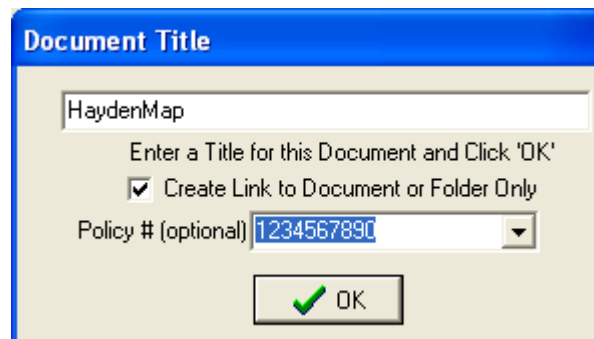 Document Title
HaydenMap
Enter a Title for this Document and Click 'OK'
Create Link to Document or Folder Only
Policy # (optional) 1234567890
OK